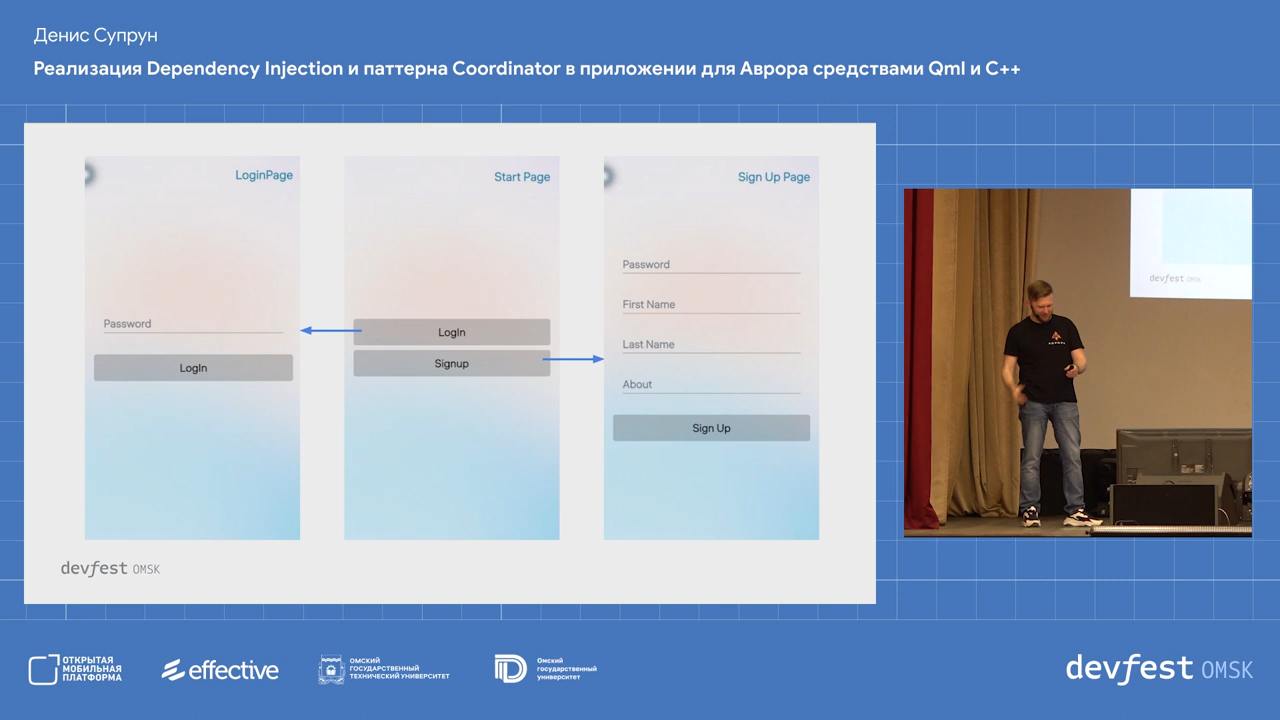 Денис Супрун
Реализация Dependency Injection и паттерна Coordinator в приложении для Аврора средствами Qml и C++
LoginPage
Password
LogIn
Start Page
LogIn
Signup
Sign Up Page
Password
First Name
Last Name
About
Sign Up
devfest OMSK
devfest OMSK
ОТКРЫТАЯ
МОБИЛЬНАЯ
ПЛАТФОРМА
effective
ОМСКИЙ
ГОСУДАРСТВЕННЫЙ
ТЕХНИЧЕСКИЙ УНИВЕРСИТЕТ
Омский
государственный
университет
devfest OMSK